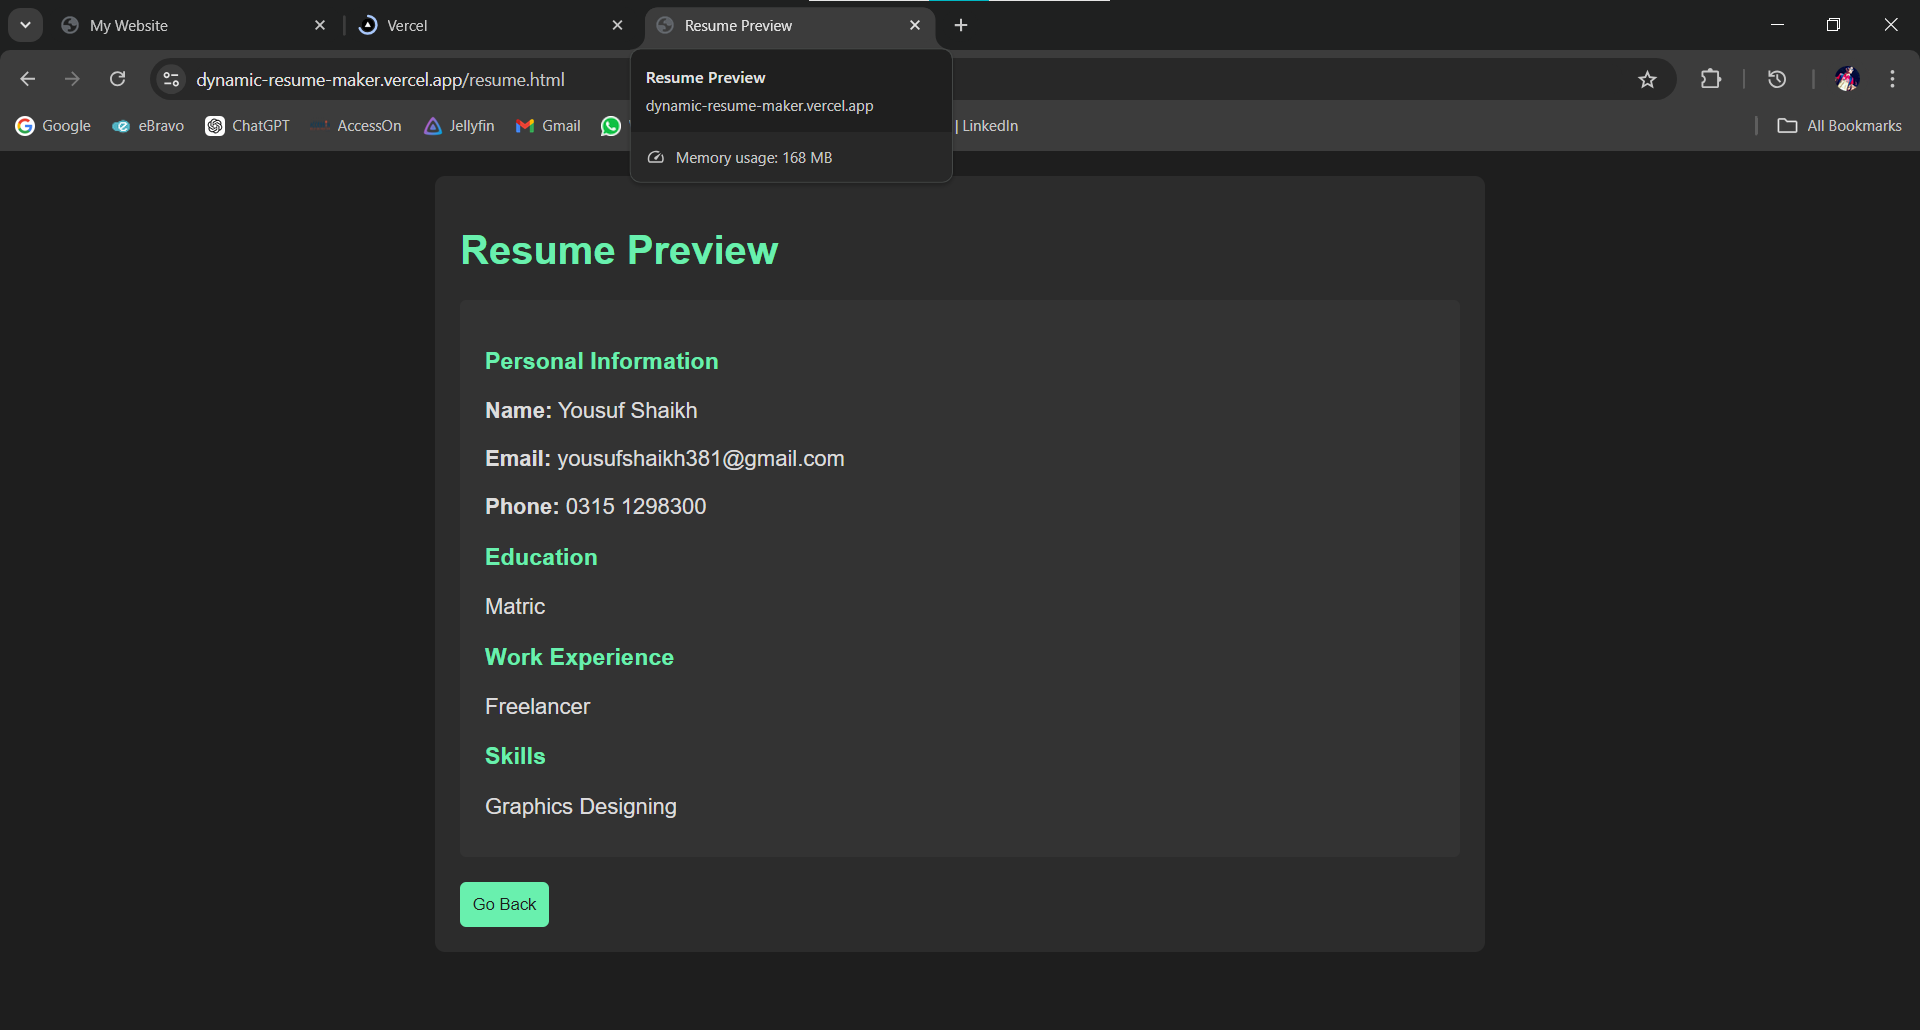 My Website
Vercel
Resume Preview
dynamic-resume-maker.vercel.app/resume.html
Resume Preview
dynamic-resume-maker.vercel.app
Memory usage: 168 MB
Google
eBravo
ChatGPT
AccessOn
Jellyfin
Gmail
| LinkedIn
All Bookmarks
Resume Preview
Personal Information
Name: Yousuf Shaikh
Email: yousufshaikh381@gmail.com
Phone: 0315 1298300
Education
Matric
Work Experience
Freelancer
Skills
Graphics Designing
Go Back